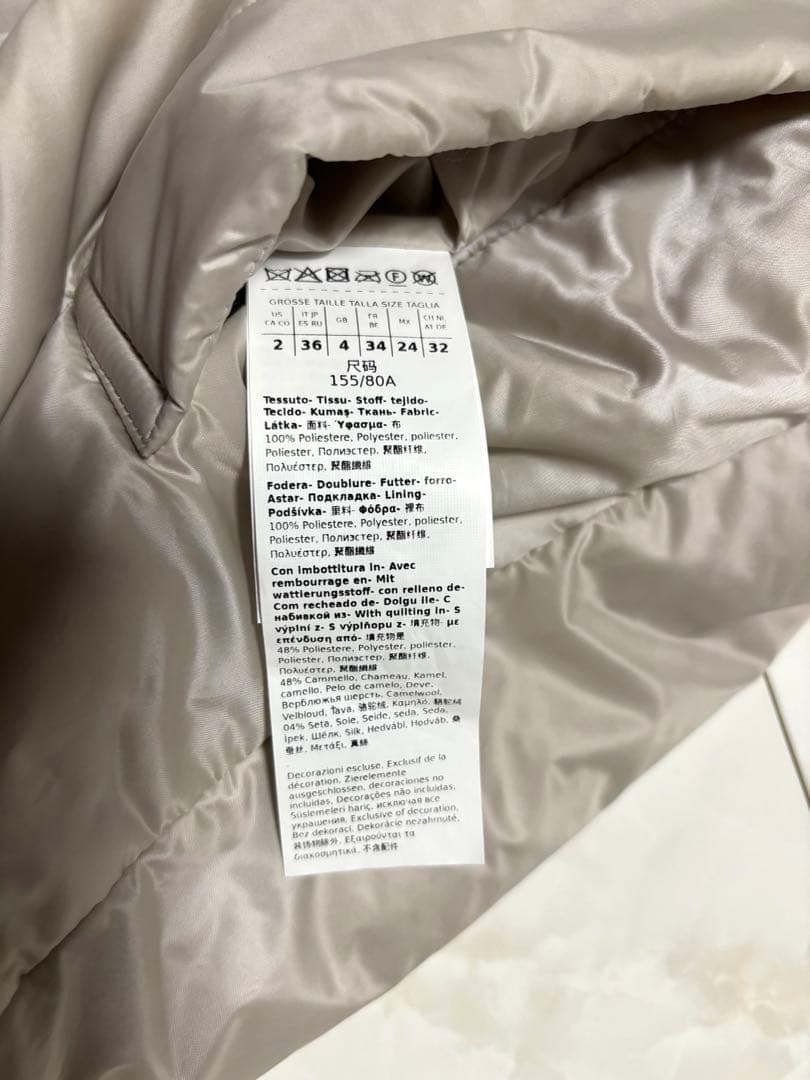 F W
GRÖSSE TAILLE TALLA SIZE TAGLIA
US CA CO IT JP ES RU GB FR BE MX CH NL AT DE
2 36 4 34 24 32
尺码
155/80A
Tessuto- Tissu- Stoff- tejido-
Tecido- Kumaş- Ткань- Fabric-
Látka- 面料- Ύφασμα- 布
100% Poliestere, Polyester, poliester,
Poliester, Полиэстер, 聚酯纤维,
Πολυέστερ, 聚酯纖維
Fodera- Doublure- Futter- forro-
Astar- Подкладка- Lining-
Podšívka- 里料- Φόδρα- 裡布
100% Poliestere, Polyester, poliester,
Poliester, Полиэстер, 聚酯纤维,
Πολυέστερ, 聚酯纖維
Con imbottitura in- Avec
rembourrage en- Mit
wattierungsstoff- con relleno de-
Com recheado de- Dolgu ile- С
набивкой из- With quilting in- S
výplní z- S výplňopu z- 填充物- με
επένδυση από- 填充物是
48% Poliestere, Polyester, poliester,
Poliester, Полиэстер, 聚酯纤维,
Πολυέστερ, 聚酯纖維
48% Cammello, Chameau, Kamel,
camello, Pelo de camelo, Deve,
Верблюжья шерсть, Camelwool,
Velbloud, Ťava, 骆驼绒, Καμηλό, 駱駝絨
04% Seta, Soie, Seide, seda, Seda,
İpek, Шёлк, Silk, Hedvábí, Hodváb, 桑
蚕丝, Μετάξι, 真絲
Decorazioni escluse, Exclusif de la
décoration, Zierelemente
ausgeschlossen, decoraciones no
incluidas, Decorações não incluídas,
Süslemeleri hariç, исключая все
украшения, Exclusive of decoration,
Bez dekorací, Dekorácie nezahrnuté,
装饰物除外, Εξαιρούνται τα
διακοσμητικά, 不含配件